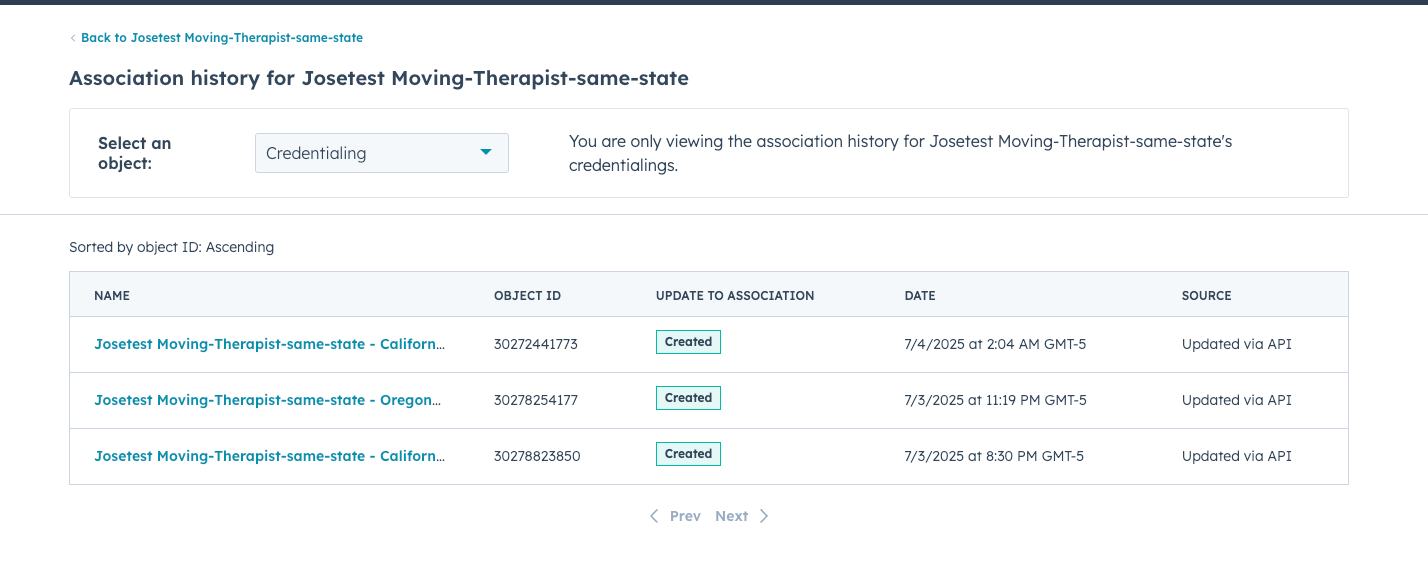 Back to Josetest Moving-Therapist-same-state
Association history for Josetest Moving-Therapist-same-state
Select an
object:
Credentialing
You are only viewing the association history for Josetest Moving-Therapist-same-state's
credentialings.
Sorted by object ID: Ascending
NAME OBJECT ID UPDATE TO ASSOCIATION DATE SOURCE
Josetest Moving-Therapist-same-state - Californ... 30272441773 Created 7/4/2025 at 2:04 AM GMT-5 Updated via API
Josetest Moving-Therapist-same-state - Oregon... 30278254177 Created 7/3/2025 at 11:19 PM GMT-5 Updated via API
Josetest Moving-Therapist-same-state - Californ... 30278823850 Created 7/3/2025 at 8:30 PM GMT-5 Updated via API
Prev Next